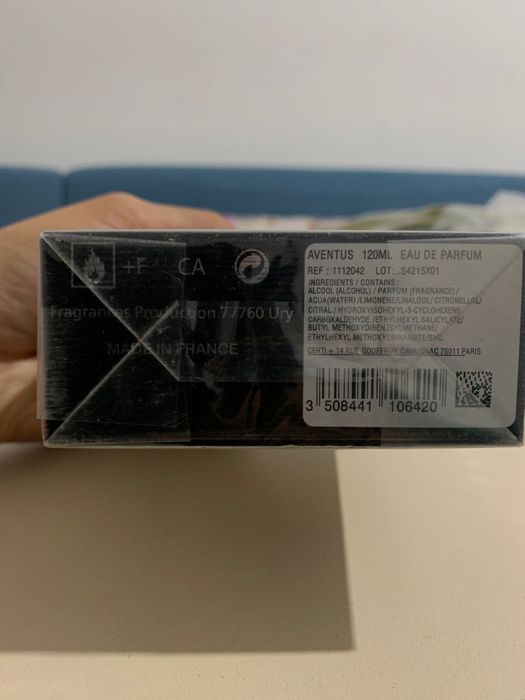 +F CA
Fragrances Production 77760 Ury
MADE IN FRANCE
AVENTUS 120ML EAU DE PARFUM
REF : 1112042 LOT:..S4215X01
INGREDIENTS / CONTAINS :
ALCOOL (ALCOHOL) / PARFUM (FRAGRANCE) /
AQUA(WATER) /LIMONENE/LINALOOL/ CITRONELLOL/
CITRAL / HYDROXYISOHEXYL-3-CYCLOHEXENE
CARBOXALDEHYDE /ETHYLHEXYL SALICYLATE/
BUTYL METHOXYDIBENZOYLMETHANE/
ETHYLHEXYL METHOXYCINNAMATE/BHT.
CERTI + 14 RUE GODEFROY CAVAIGNAC 75011 PARIS
3 508441 106420